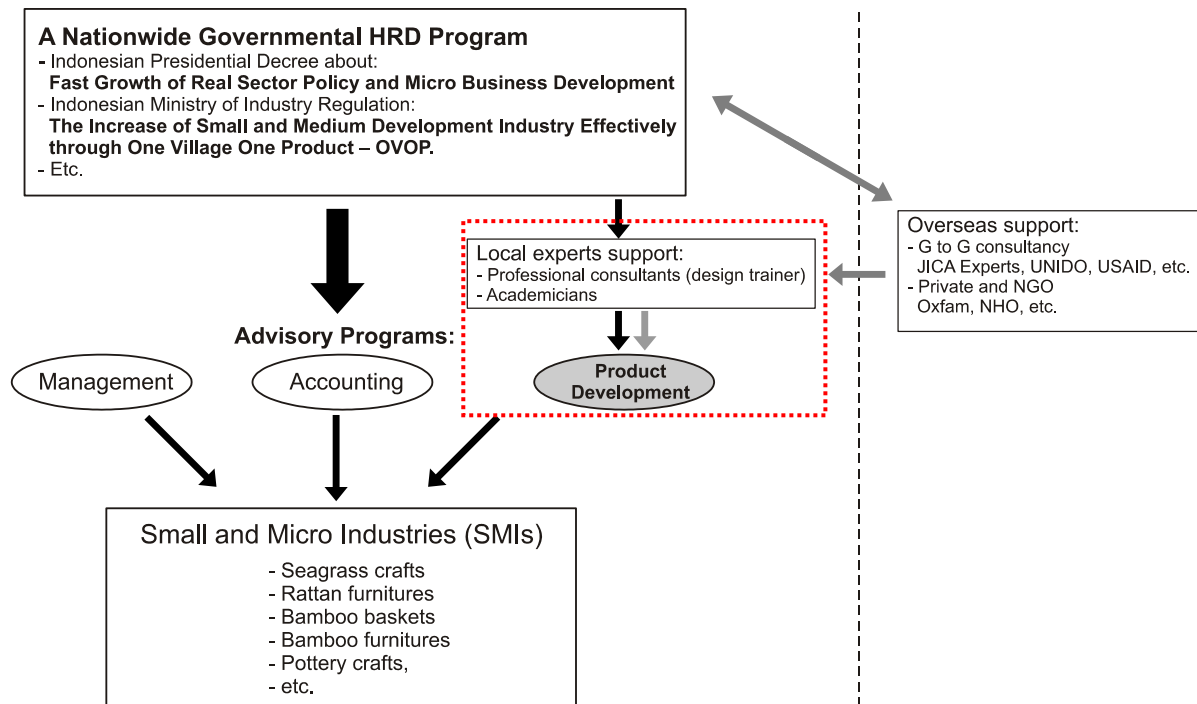 A Nationwide Governmental HRD Program
- Indonesian Presidential Decree about:
Fast Growth of Real Sector Policy and Micro Business Development
- Indonesian Ministry of Industry Regulation:
The Increase of Small and Medium Development Industry Effectively
through One Village One Product – OVOP.
- Etc.
Overseas support:
- G to G consultancy
JICA Experts, UNIDO, USAID, etc.
- Private and NGO
Oxfam, NHO, etc.
Local experts support:
- Professional consultants (design trainer)
- Academicians
Advisory Programs:
Management
Accounting
Product
Development
Small and Micro Industries (SMIs)
- Seagrass crafts
- Rattan furnitures
- Bamboo baskets
- Bamboo furnitures
- Pottery crafts,
- etc.